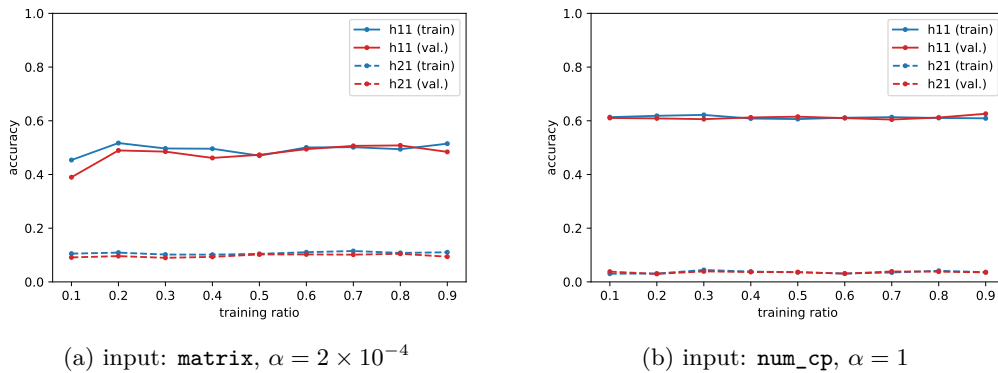 1.0
0.8
0.6
0.4
0.2
0.0
accuracy
0.1 0.2 0.3 0.4 0.5 0.6 0.7 0.8 0.9
training ratio
h11 (train)
h11 (val.)
h21 (train)
h21 (val.)
(a) input: matrix, α = 2 × 10⁻⁴
1.0
0.8
0.6
0.4
0.2
0.0
accuracy
0.1 0.2 0.3 0.4 0.5 0.6 0.7 0.8 0.9
training ratio
h11 (train)
h11 (val.)
h21 (train)
h21 (val.)
(b) input: num_cp, α = 1